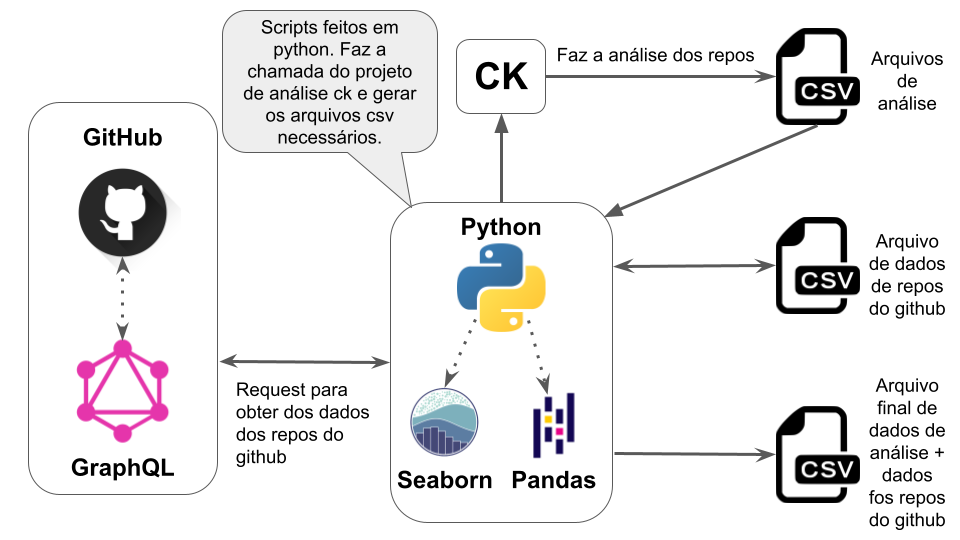 Scripts feitos em
python. Faz a
chamada do projeto
de análise ck e gerar
os arquivos csv
necessários.
CK
Faz a análise dos repos
CSV
Arquivos
de
análise
GitHub
GraphQL
Request para
obter dos dados
dos repos do
github
Python
Seaborn
Pandas
CSV
Arquivo
de dados
de repos
do github
CSV
Arquivo
final de
dados de
análise +
dados
fos repos
do github